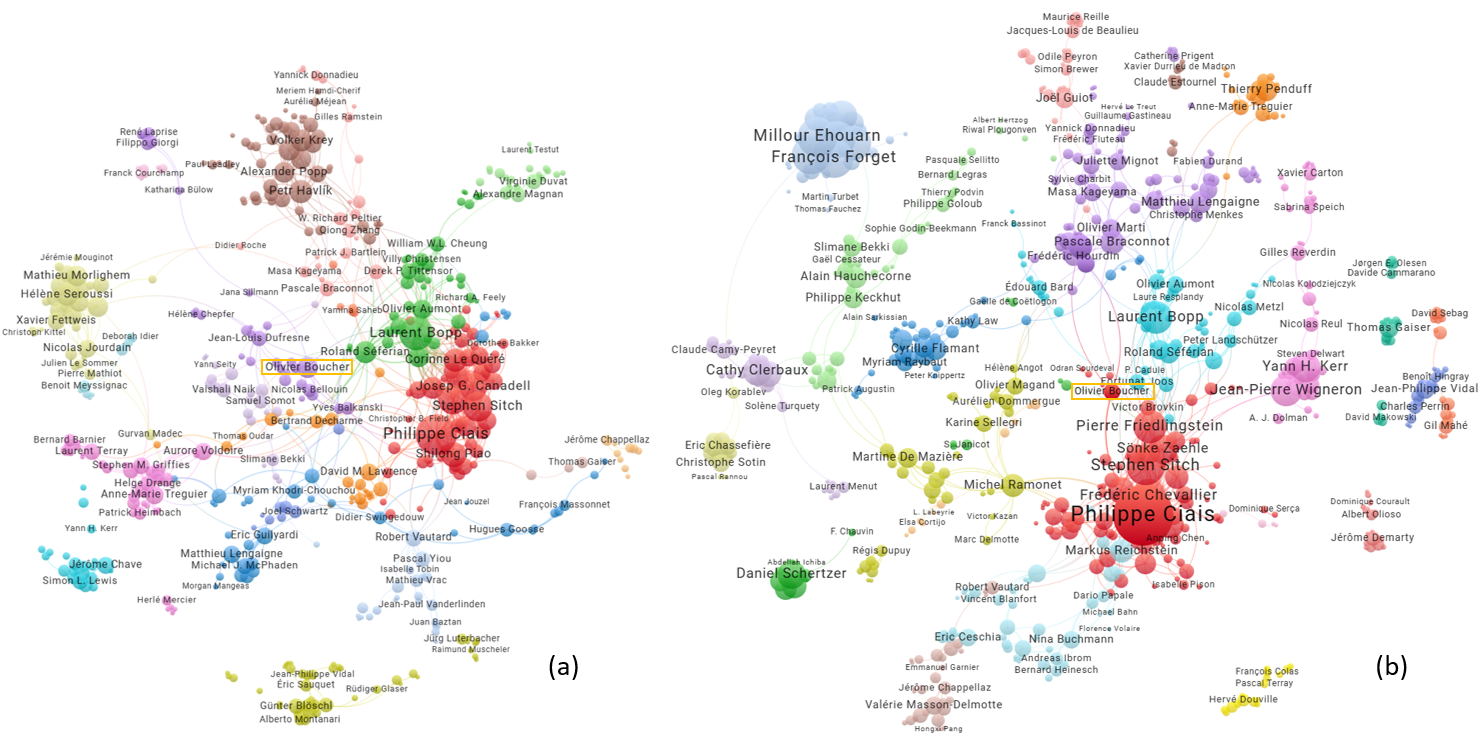 Yannick Donnadieu
Meriem Hamdi-Cherif
Aurélie Méjean
Gilles Ramstein
René Laprise
Filippo Giorgi
Volker Krey
Paul Leadley
Franck Courchamp
Alexander Popp
Katharina Bülow
Petr Havlík
Laurent Testut
Virginie Duvat
Alexandre Magnan
W. Richard Peltier
Qiong Zhang
Didier Roche
Patrick J. Bartlein
William W.L. Cheung
Villy Christensen
Derek P. Tittensor
Masa Kageyama
Pascale Braconnot
Jérémie Mouginot
Mathieu Morlighem
Hélène Seroussi
Jana Sillmann
Xavier Fettweis
Christoph Kittel
Hélène Chepfer
Yamina Saheb
Olivier Aumont
Richard A. Feely
Deborah Idier
Jean-Louis Dufresne
Laurent Bopp
Dorothee Bakker
Nicolas Jourdain
Roland Séférian
Corinne Le Quéré
Julien Le Sommer
Pierre Mathiot
Benoit Meyssignac
Yann Seity
Olivier Boucher
Vaishali Naik
Nicolas Bellouin
Samuel Somot
Josep G. Canadell
Yves Balkanski
Stephen Sitch
Bertrand Decharme
Christopher B. Field
Gurvan Madec
Thomas Oudar
Philippe Ciais
Bernard Barnier
Laurent Terray
Aurore Voldoire
Slimane Bekki
Shilong Piao
Jérôme Chappellaz
Thomas Gaiser
Stephen M. Griffies
Helge Drange
Anne-Marie Treguier
David M. Lawrence
Myriam Khodri-Chouchou
Jean Jouzel
François Massonnet
Patrick Heimbach
Joel Schwartz
Didier Swingedouw
Yann H. Kerr
Eric Guilyardi
Robert Vautard
Hugues Goosse
Matthieu Lengaigne
Michael J. McPhaden
Jérôme Chave
Simon L. Lewis
Morgan Mangeas
Pascal Yiou
Isabelle Tobin
Mathieu Vrac
Herlé Mercier
Jean-Paul Vanderlinden
Juan Baztan
Jürg Luterbacher
Raimund Muscheler
Jean-Philippe Vidal
Éric Sauquet
Rüdiger Glaser
Günter Blöschl
Alberto Montanari
(a)
Maurice Reille
Jacques-Louis de Beaulieu
Odile Peyron
Simon Brewer
Catherine Prigent
Xavier Durrieu de Madron
Claude Estournel
Thierry Penduff
Anne-Marie Tréguier
Joël Guiot
Hervé Le Treut
Guillaume Gastineau
Albert Hertzog
Riwal Plougonven
Yannick Donnadieu
Frédéric Fluteau
Millour Ehouarn
François Forget
Pasquale Sellitto
Bernard Legras
Juliette Mignot
Fabien Durand
Xavier Carton
Sylvie Charbit
Masa Kageyama
Martin Turbet
Thomas Fauchez
Thierry Podvin
Philippe Goloub
Matthieu Lengaigne
Christophe Menkes
Sabrina Speich
Franck Bassinot
Sophie Godin-Beekmann
Olivier Marti
Pascale Braconnot
Frédéric Hourdin
Slimane Bekki
Gaël Cessateur
Alain Hauchecorne
Gilles Reverdin
Jørgen E. Olesen
Davide Cammarano
Philippe Keckhut
Édouard Bard
Olivier Aumont
Laure Resplandy
Nicolas Kolodziejczyk
Gaelle de Coëtlogon
Nicolas Metzl
Alain Sarkissian
Kathy Law
Laurent Bopp
Nicolas Reul
David Sebag
Thomas Gaiser
Peter Landschützer
Claude Camy-Peyret
Cyrille Flamant
Roland Séférian
Steven Delwart
Cathy Clerbaux
Myriam Raybaut
Peter Knippertz
Hélène Angot
Odran Sourdeval
P. Cadule
Yann H. Kerr
Benoît Hingray
Fortunat Joos
Olivier Magand
Olivier Boucher
Jean-Pierre Wigneron
Jean-Philippe Vidal
Oleg Korablev
Patrick Augustin
Solène Turquety
Aurélien Dommergue
Victor Brovkin
Charles Perrin
David Makowski
A. J. Dolman
Karine Sellegri
Pierre Friedlingstein
Gil Mahé
Eric Chassefière
Christophe Sotin
Pascal Rannou
S. Janicot
Sönke Zaehle
Martine De Mazière
Stephen Sitch
Laurent Menut
Michel Ramonet
Frédéric Chevallier
Philippe Ciais
Dominique Serça
Dominique Courault
Albert Olioso
L. Labeyrie
Elsa Cortijo
Victor Kazan
F. Chauvin
Marc Delmotte
Anping Chen
Jérôme Demarty
Régis Dupuy
Markus Reichstein
Abdellah Ichiba
Daniel Schertzer
Robert Vautard
Vincent Blanfort
Isabelle Pison
Dario Papale
Michael Bahn
Florence Volaire
Eric Ceschia
Nina Buchmann
Andreas Ibrom
Bernard Heinesch
Emmanuel Garnier
Jérôme Chappellaz
Valérie Masson-Delmotte
Hongxi Pang
François Colas
Pascal Terray
Hervé Douville
(b)